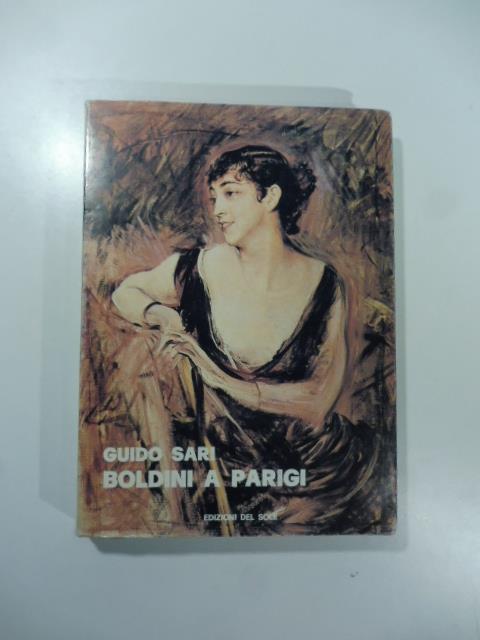 GUIDO SARI
BOLDINI A PARIGI
EDIZIONI DEL SOLE